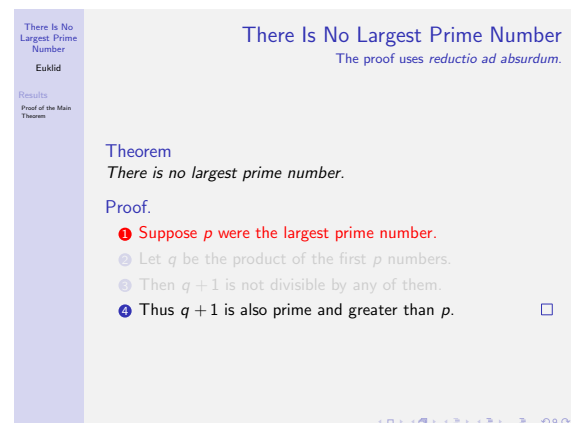 There Is No
Largest Prime
Number
Euklid
Results
Proof of the Main
Theorem
There Is No Largest Prime Number
The proof uses reductio ad absurdum.
Theorem
There is no largest prime number.
Proof.
1 Suppose p were the largest prime number.
2 Let q be the product of the first p numbers.
3 Then q + 1 is not divisible by any of them.
4 Thus q + 1 is also prime and greater than p.